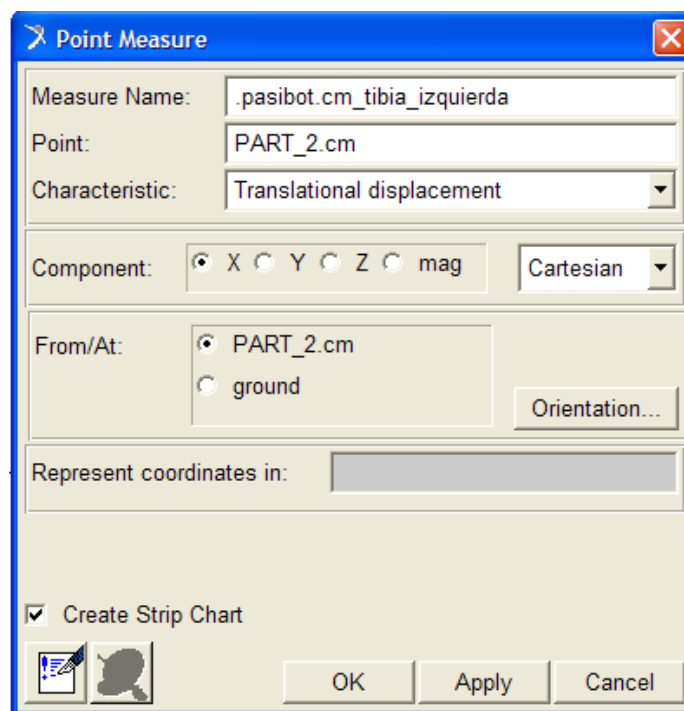 Point Measure
Measure Name: .pasibot.cm_tibia_izquierda
Point: PART_2.cm
Characteristic: Translational displacement
Component: X Y Z mag Cartesian
From/At: PART_2.cm
ground
Orientation...
Represent coordinates in:
Create Strip Chart
OK Apply Cancel